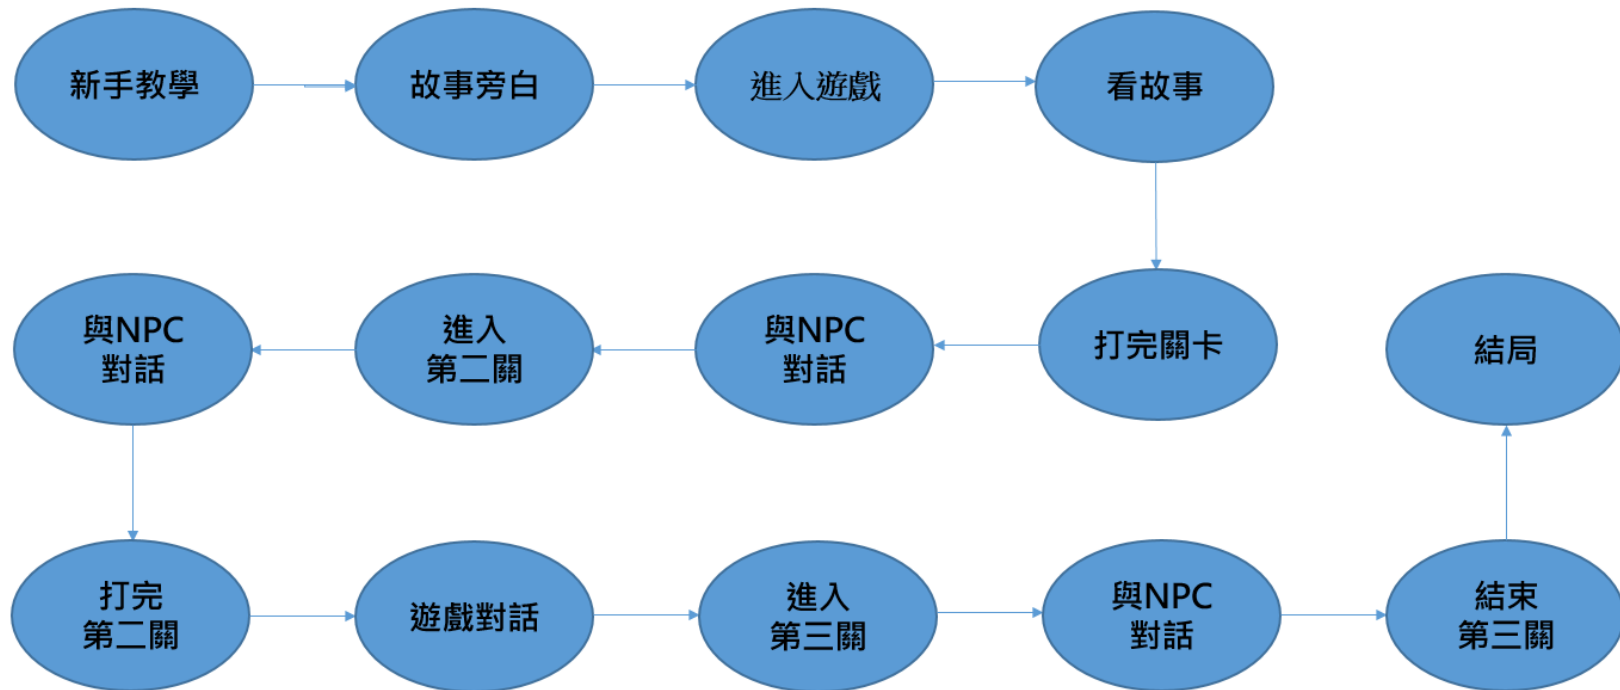 新手教學
故事旁白
進入遊戲
看故事
打完關卡
與NPC
對話
進入
第二關
與NPC
對話
打完
第二關
遊戲對話
進入
第三關
與NPC
對話
結束
第三關
結局